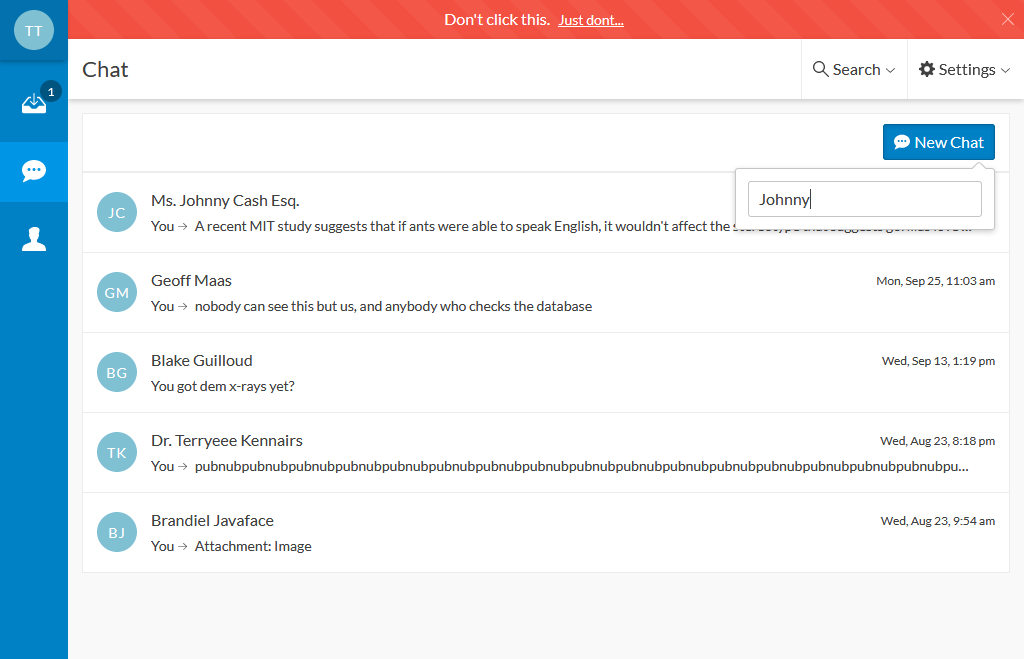 TT
Don't click this. Just dont...
1
Chat
Search
Settings
New Chat
Johnny
JC
Ms. Johnny Cash Esq.
You → A recent MIT study suggests that if ants were able to speak English, it wouldn't affect the
GM
Geoff Maas
Mon, Sep 25, 11:03 am
You → nobody can see this but us, and anybody who checks the database
BG
Blake Guilloud
Wed, Sep 13, 1:19 pm
You got dem x-rays yet?
TK
Dr. Terryeee Kennairs
Wed, Aug 23, 8:18 pm
You → pubnubpubnubpubnubpubnubpubnubpubnubpubnubpubnubpubnubpubnubpubnubpubnubpubnubpubnubpubnubpubnubpu...
BJ
Brandiel Javaface
Wed, Aug 23, 9:54 am
You → Attachment: Image